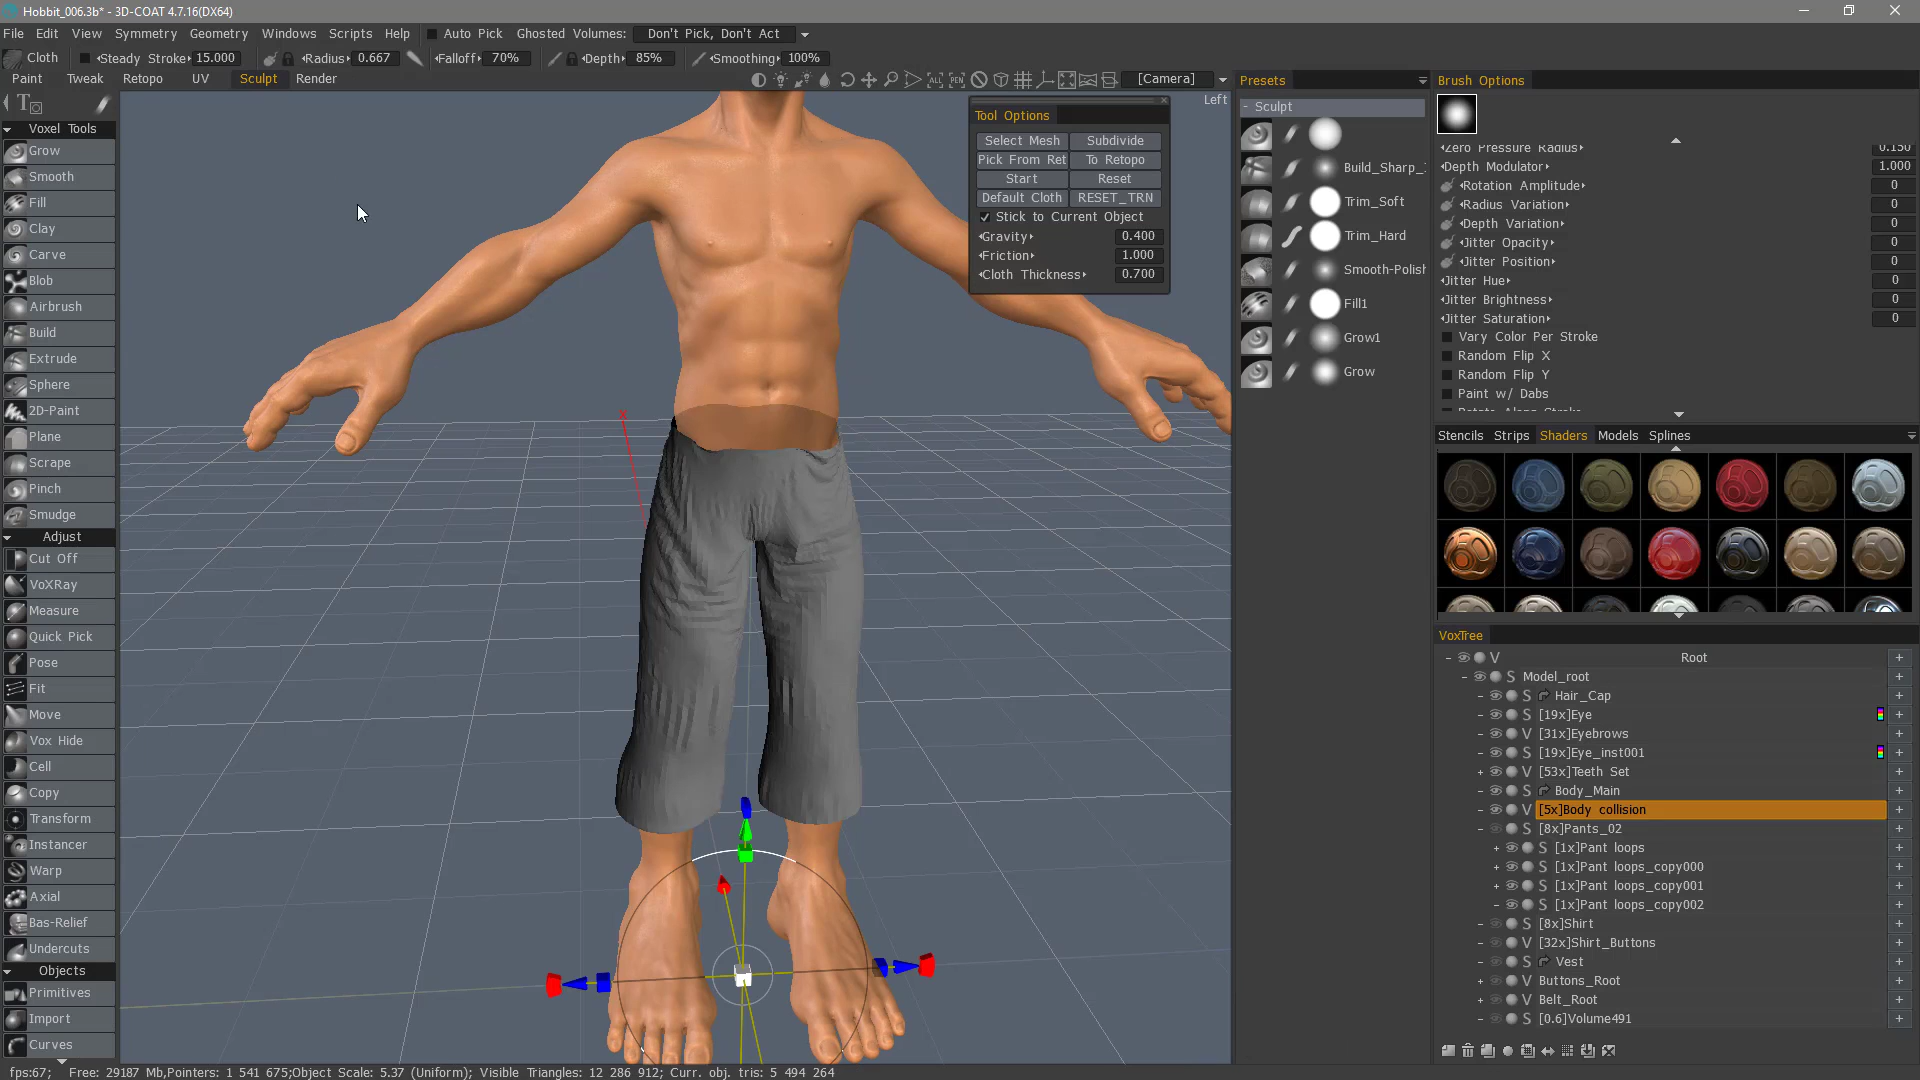 Hobbit_006.3b* - 3D-COAT 4.7.16(DX64)
File Edit View Symmetry Geometry Windows Scripts Help Auto Pick Ghosted Volumes: Don't Pick, Don't Act
Cloth Steady Stroke 15.000 Radius 0.667 Falloff 70% Depth 85% Smoothing 100%
Paint Tweak Retopo UV Sculpt Render [Camera]
Left
Voxel Tools
Grow
Smooth
Fill
Clay
Carve
Blob
Airbrush
Build
Extrude
Sphere
2D-Paint
Plane
Scrape
Pinch
Smudge
Adjust
Cut Off
VoXRay
Measure
Quick Pick
Pose
Fit
Move
Vox Hide
Cell
Copy
Transform
Instancer
Warp
Axial
Bas-Relief
Undercuts
Objects
Primitives
Import
Curves
X
Tool Options
Select Mesh Subdivide
Pick From Ret To Retopo
Start Reset
Default Cloth RESET_TRN
Stick to Current Object
Gravity 0.400
Friction 1.000
Cloth Thickness 0.700
Presets
- Sculpt
Build_Sharp_
Trim_Soft
Trim_Hard
Smooth-Polish
Fill1
Grow1
Grow
Brush Options
Zero Pressure Radius 0.150
Depth Modulator 1.000
Rotation Amplitude 0
Radius Variation 0
Depth Variation 0
Jitter Opacity 0
Jitter Position 0
Jitter Hue 0
Jitter Brightness 0
Jitter Saturation 0
Vary Color Per Stroke
Random Flip X
Random Flip Y
Paint w/ Dabs
Rotate Along Stroke
Stencils Strips Shaders Models Splines
VoxTree
- V Root +
- S Model_root +
- S Hair_Cap +
- S [19x]Eye +
- V [31x]Eyebrows +
- S [19x]Eye_inst001 +
+ V [53x]Teeth Set +
- S Body_Main +
- V [5x]Body collision +
- S [8x]Pants_02 +
+ S [1x]Pant loops +
+ S [1x]Pant loops_copy000 +
+ S [1x]Pant loops_copy001 +
- S [1x]Pant loops_copy002 +
- S [8x]Shirt +
- V [32x]Shirt_Buttons +
- S Vest +
+ V Buttons_Root +
+ V Belt_Root +
- S [0.6]Volume491 +
fps:67; Free: 29187 Mb,Pointers: 1 541 675;Object Scale: 5.37 (Uniform); Visible Triangles: 12 286 912; Curr. obj. tris: 5 494 264